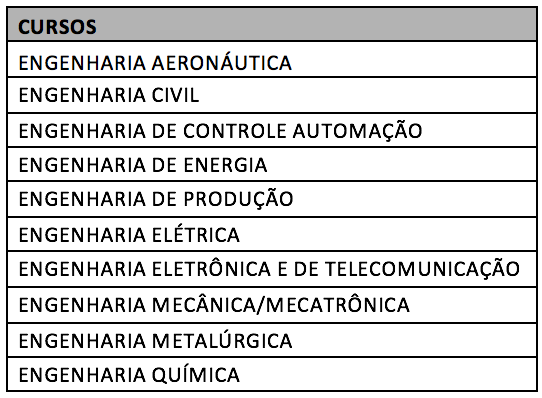 CURSOS
ENGENHARIA AERONÁUTICA
ENGENHARIA CIVIL
ENGENHARIA DE CONTROLE AUTOMAÇÃO
ENGENHARIA DE ENERGIA
ENGENHARIA DE PRODUÇÃO
ENGENHARIA ELÉTRICA
ENGENHARIA ELETRÔNICA E DE TELECOMUNICAÇÃO
ENGENHARIA MECÂNICA/MECATRÔNICA
ENGENHARIA METALÚRGICA
ENGENHARIA QUÍMICA